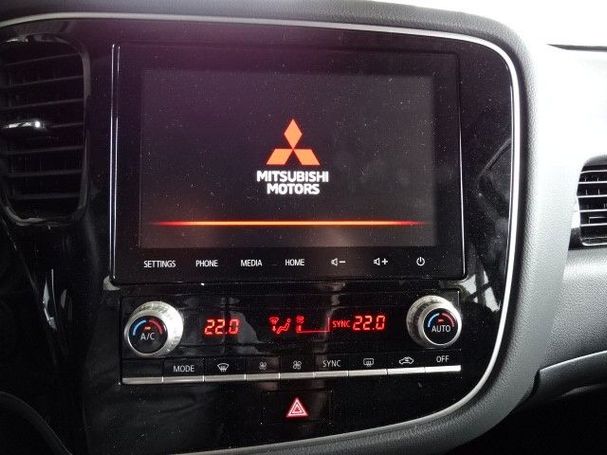 MITSUBISHI
MOTORS
SETTINGS PHONE MEDIA HOME
A/C 22.0 SYNC 22.0 AUTO
MODE SYNC OFF